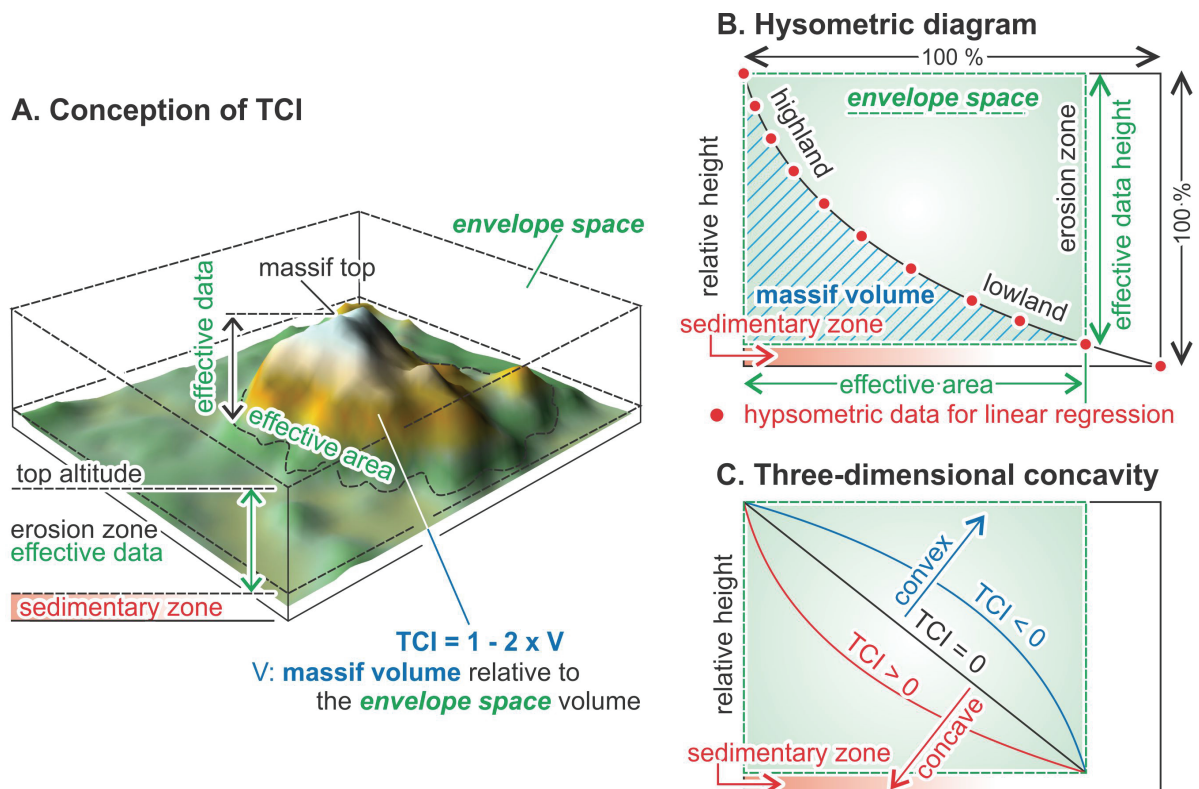 A. Conception of TCI
envelope space
massif top
effective data
effective area
top altitude
erosion zone
effective data
sedimentary zone
TCI = 1 - 2 x V
V: massif volume relative to
the envelope space volume
B. Hysometric diagram
100 %
envelope space
highland
relative height
erosion zone
effective data height
100 %
massif volume
lowland
sedimentary zone
effective area
hypsometric data for linear regression
C. Three-dimensional concavity
relative height
convex
TCI < 0
TCI = 0
TCI > 0
concave
sedimentary zone